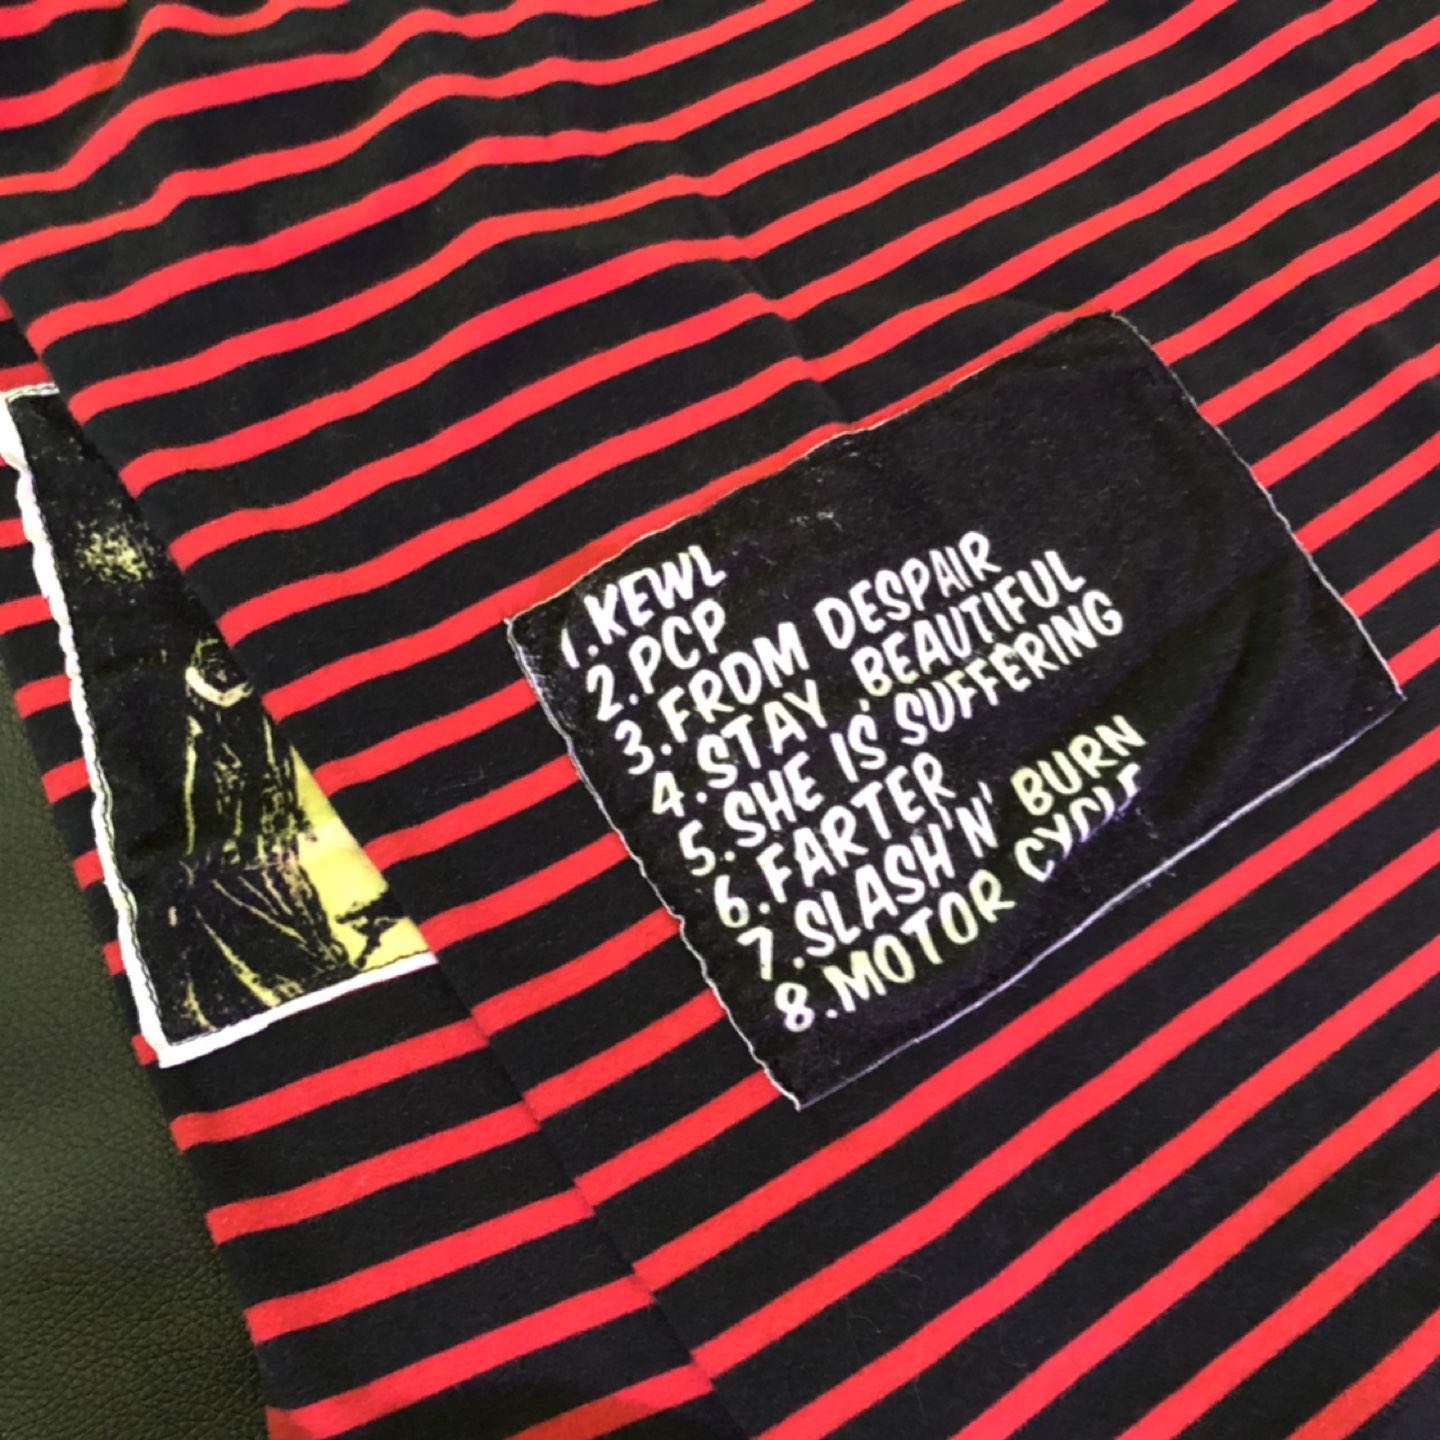 1. KEWL
2. PCP
3. FROM DESPAIR
4. STAY BEAUTIFUL
5. SHE IS SUFFERING
6. FARTER
7. SLASH'N' BURN
8. MOTOR CYCLE